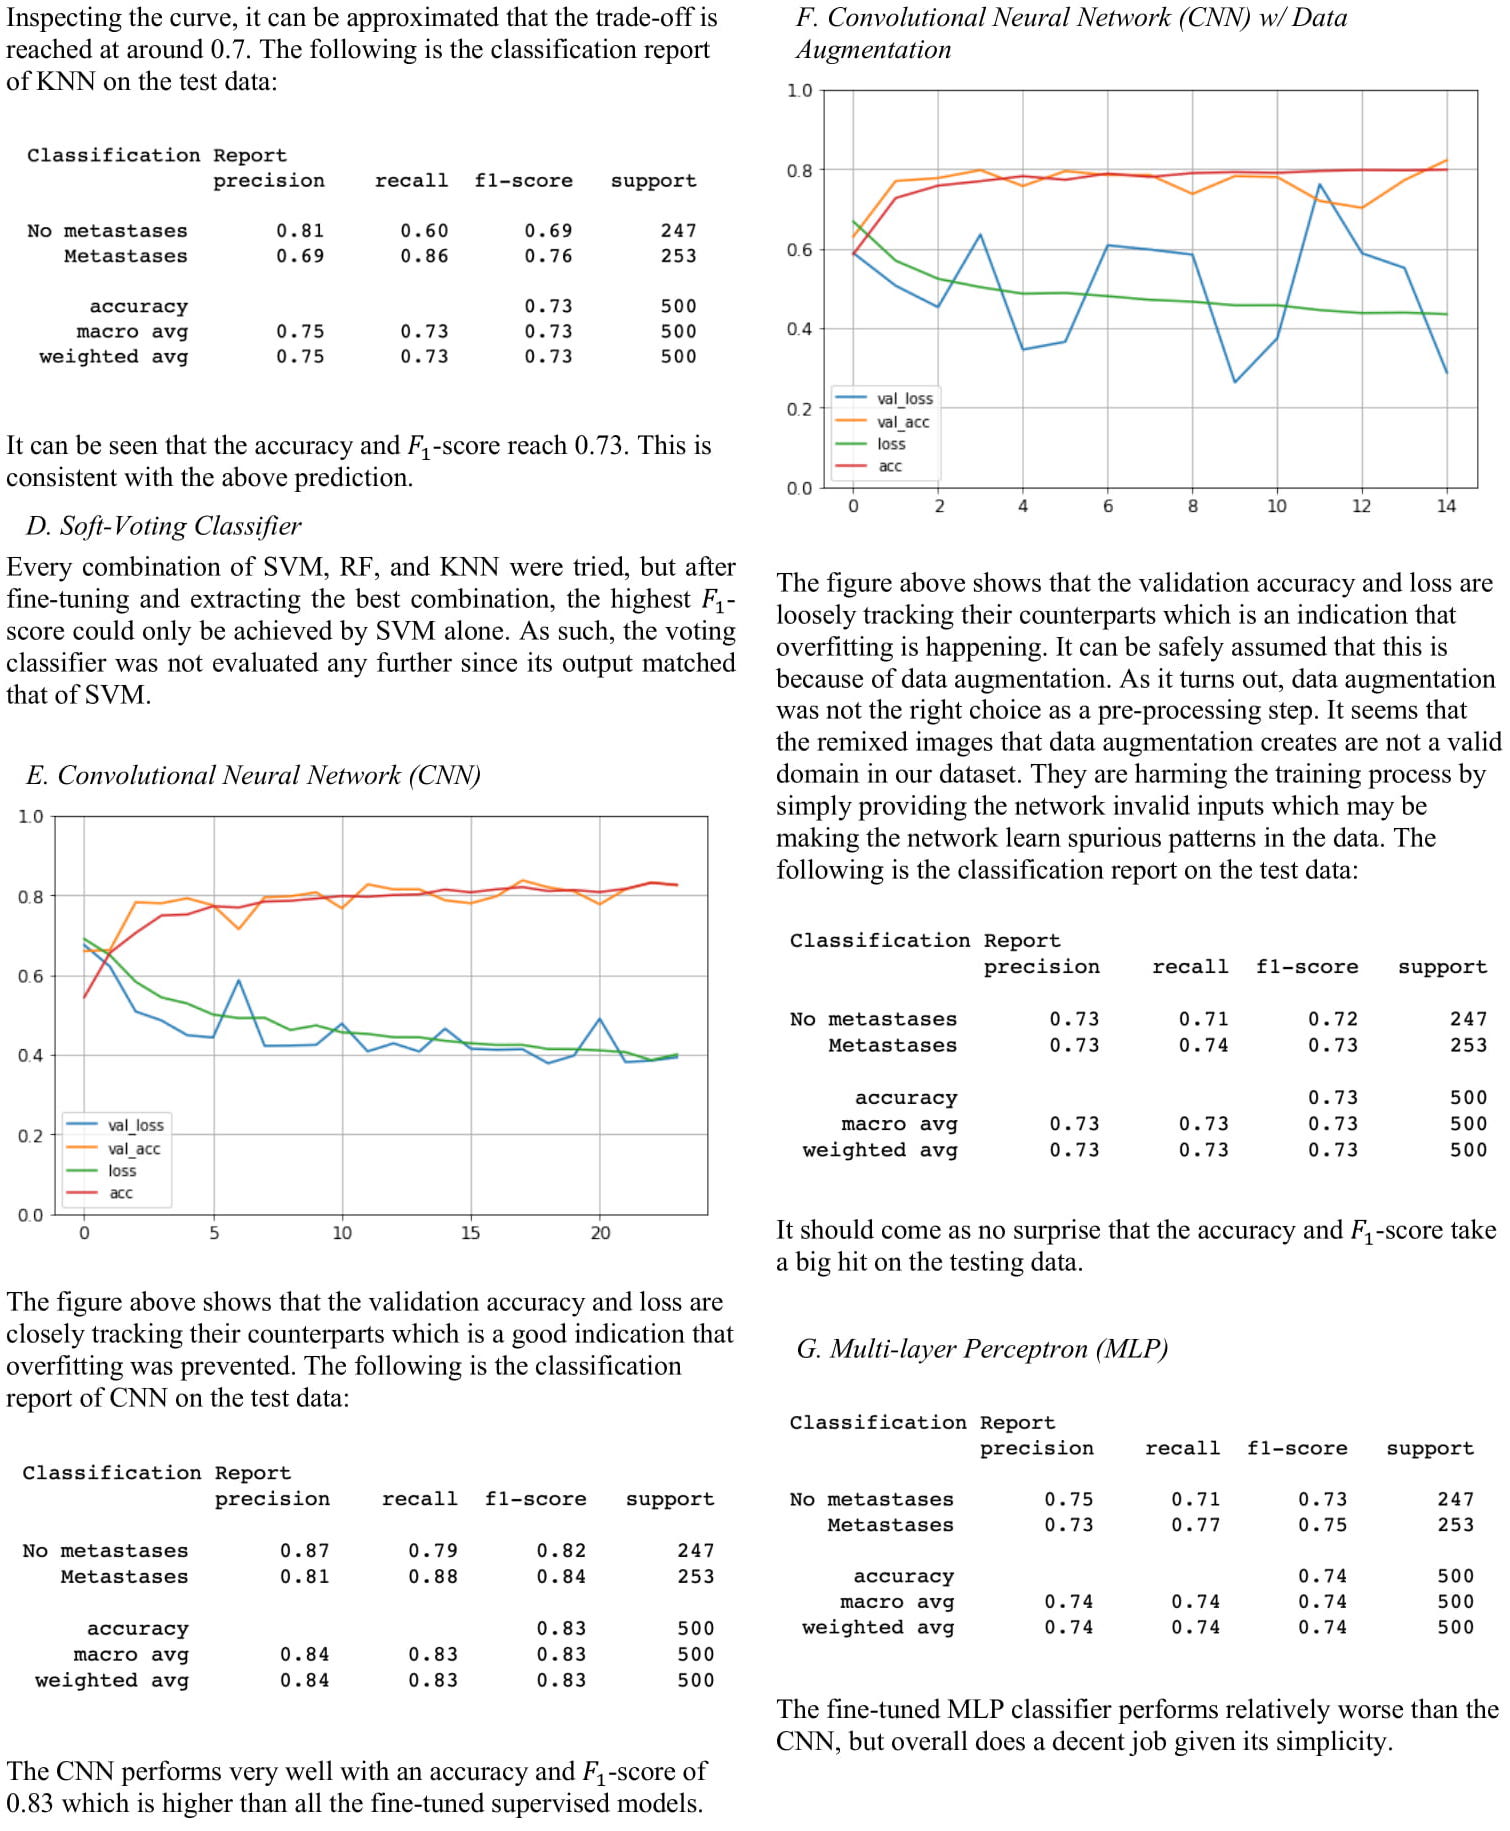 Inspecting the curve, it can be approximated that the trade-off is
reached at around 0.7. The following is the classification report
of KNN on the test data:
Classification Report
precision recall f1-score support
No metastases 0.81 0.60 0.69 247
Metastases 0.69 0.86 0.76 253
accuracy 0.73 500
macro avg 0.75 0.73 0.73 500
weighted avg 0.75 0.73 0.73 500
It can be seen that the accuracy and F₁-score reach 0.73. This is
consistent with the above prediction.
D. Soft-Voting Classifier
Every combination of SVM, RF, and KNN were tried, but after
fine-tuning and extracting the best combination, the highest F₁-
score could only be achieved by SVM alone. As such, the voting
classifier was not evaluated any further since its output matched
that of SVM.
E. Convolutional Neural Network (CNN)
1.0
0.8
0.6
0.4
0.2
0.0
val_loss
val_acc
loss
acc
0 5 10 15 20
The figure above shows that the validation accuracy and loss are
closely tracking their counterparts which is a good indication that
overfitting was prevented. The following is the classification
report of CNN on the test data:
Classification Report
precision recall f1-score support
No metastases 0.87 0.79 0.82 247
Metastases 0.81 0.88 0.84 253
accuracy 0.83 500
macro avg 0.84 0.83 0.83 500
weighted avg 0.84 0.83 0.83 500
The CNN performs very well with an accuracy and F₁-score of
0.83 which is higher than all the fine-tuned supervised models.
F. Convolutional Neural Network (CNN) w/ Data
Augmentation
1.0
0.8
0.6
0.4
0.2
0.0
val_loss
val_acc
loss
acc
0 2 4 6 8 10 12 14
The figure above shows that the validation accuracy and loss are
loosely tracking their counterparts which is an indication that
overfitting is happening. It can be safely assumed that this is
because of data augmentation. As it turns out, data augmentation
was not the right choice as a pre-processing step. It seems that
the remixed images that data augmentation creates are not a valid
domain in our dataset. They are harming the training process by
simply providing the network invalid inputs which may be
making the network learn spurious patterns in the data. The
following is the classification report on the test data:
Classification Report
precision recall f1-score support
No metastases 0.73 0.71 0.72 247
Metastases 0.73 0.74 0.73 253
accuracy 0.73 500
macro avg 0.73 0.73 0.73 500
weighted avg 0.73 0.73 0.73 500
It should come as no surprise that the accuracy and F₁-score take
a big hit on the testing data.
G. Multi-layer Perceptron (MLP)
Classification Report
precision recall f1-score support
No metastases 0.75 0.71 0.73 247
Metastases 0.73 0.77 0.75 253
accuracy 0.74 500
macro avg 0.74 0.74 0.74 500
weighted avg 0.74 0.74 0.74 500
The fine-tuned MLP classifier performs relatively worse than the
CNN, but overall does a decent job given its simplicity.